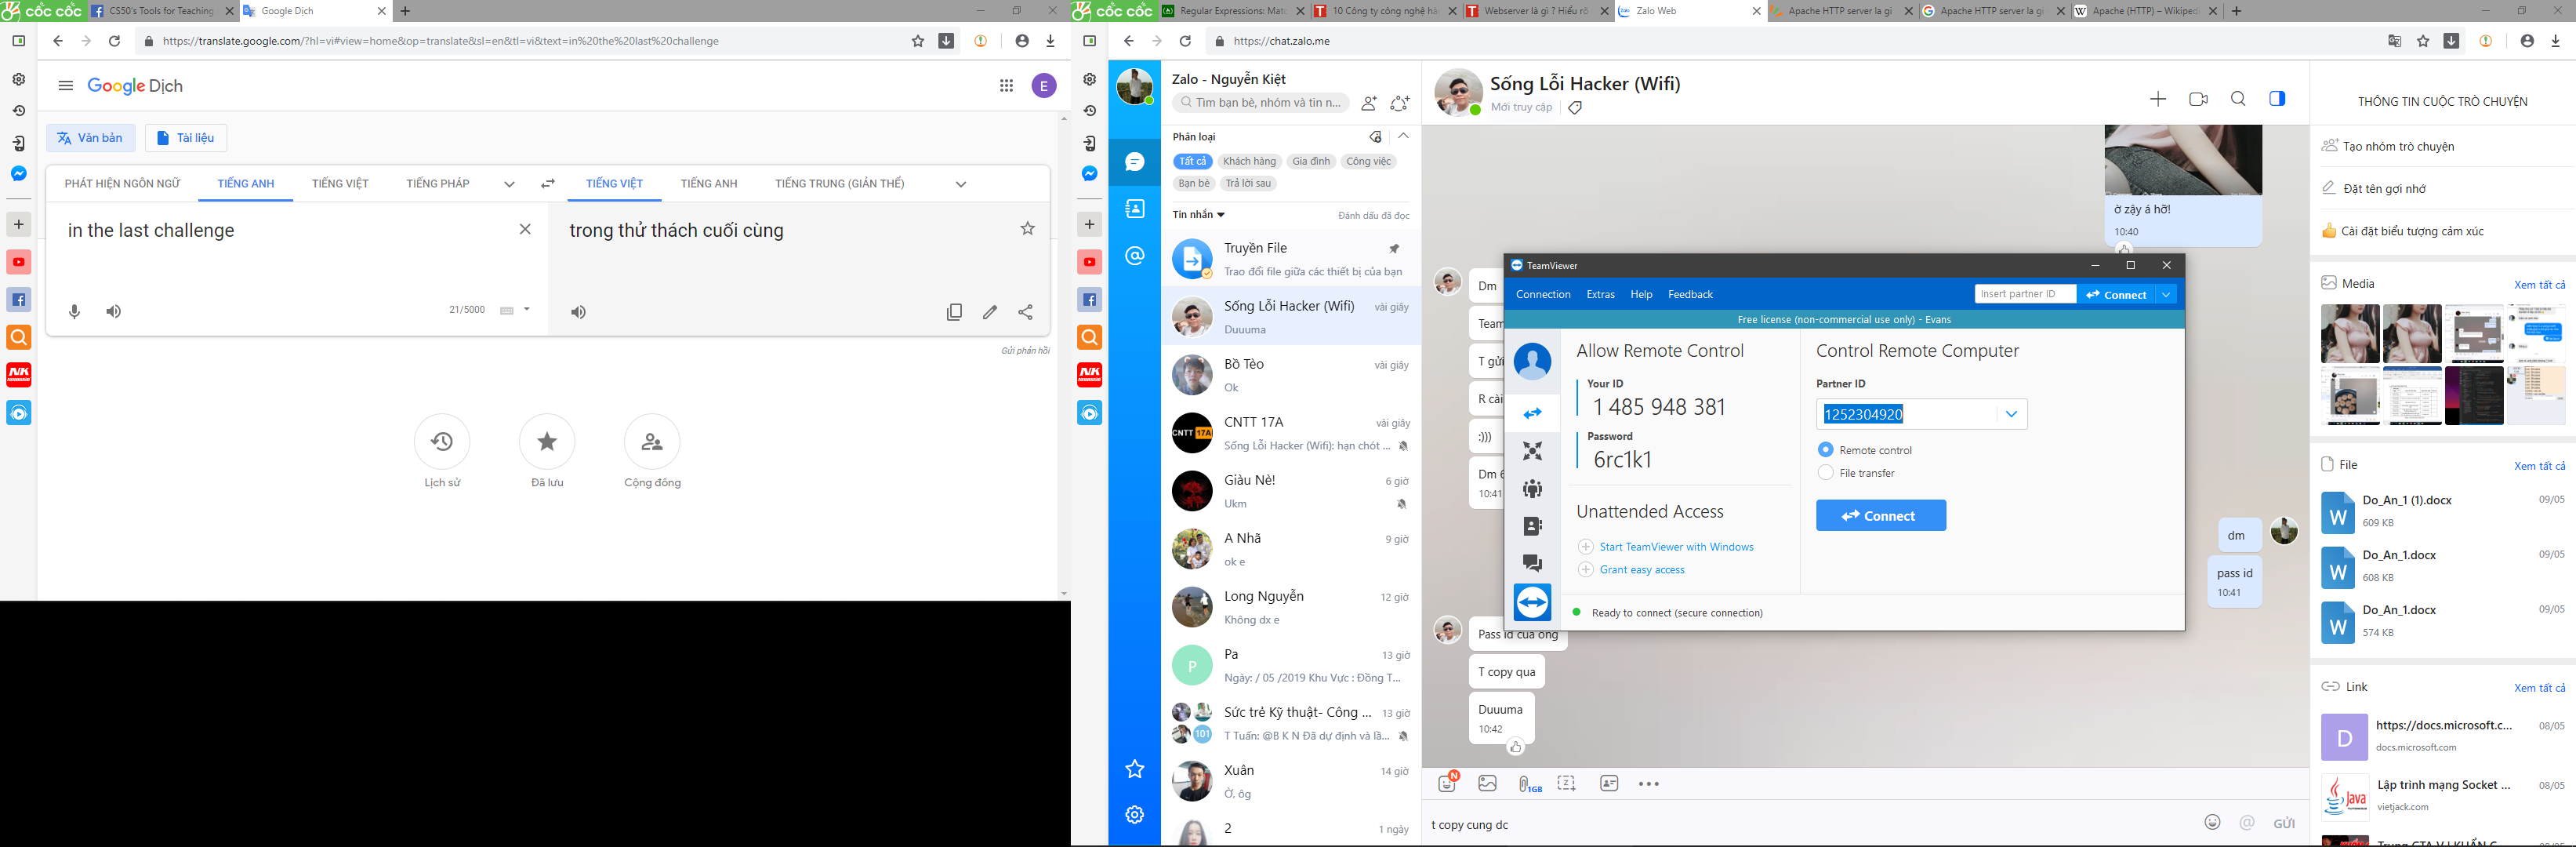 cốc cốc
CS50's Tools for Teaching
Google Dịch
https://translate.google.com/?hl=vi#view=home&op=translate&sl=en&tl=vi&text=in%20the%20last%20challenge
Google Dịch
E
Văn bản
Tài liệu
PHÁT HIỆN NGÔN NGỮ
TIẾNG ANH
TIẾNG VIỆT
TIẾNG PHÁP
TIẾNG VIỆT
TIẾNG ANH
TIẾNG TRUNG (GIẢN THỂ)
in the last challenge
trong thử thách cuối cùng
21/5000
Gửi phản hồi
Lịch sử
Đã lưu
Cộng đồng
cốc cốc
Regular Expressions: Matc
10 Công ty công nghệ hàn
Webserver là gì ? Hiểu rõ
Zalo Web
Apache HTTP server la gi
Apache HTTP server la gi
Apache (HTTP) – Wikiped
https://chat.zalo.me
Zalo - Nguyễn Kiệt
Tìm bạn bè, nhóm và tin n...
Phân loại
Tất cả
Khách hàng
Gia đình
Công việc
Bạn bè
Trả lời sau
Tin nhắn
Đánh dấu đã đọc
Truyền File
Trao đổi file giữa các thiết bị của bạn
Sống Lỗi Hacker (Wifi)
vài giây
Duuuma
Bồ Tèo
vài giây
Ok
CNTT 17A
CNTT 17A
vài giây
Sống Lỗi Hacker (Wifi): hạn chót ...
Giàu Nè!
6 giờ
Ukm
A Nhã
9 giờ
ok e
Long Nguyễn
12 giờ
Không dx e
P
Pa
13 giờ
Ngày: / 05 /2019 Khu Vực : Đồng T...
Sức trẻ Kỹ thuật- Công ...
13 giờ
101
T Tuấn: @B K N Đã dự định và lầ...
Xuân
14 giờ
Ờ, ôg
2
1 ngày
Sống Lỗi Hacker (Wifi)
Mới truy cập
ờ zậy á hỡ!
10:40
Dm
Team
T gửi
R cài
:)))
Dm 6
10:41
dm
pass id
10:41
Pass id cua ong
T copy qua
Duuuma
10:42
N
1GB
t copy cung dc
@
GỬI
TeamViewer
Connection
Extras
Help
Feedback
Insert partner ID
Connect
Free license (non-commercial use only) - Evans
Allow Remote Control
Your ID
1 485 948 381
Password
6rc1k1
Unattended Access
Start TeamViewer with Windows
Grant easy access
Control Remote Computer
Partner ID
1252304920
Remote control
File transfer
Connect
Ready to connect (secure connection)
THÔNG TIN CUỘC TRÒ CHUYỆN
Tạo nhóm trò chuyện
Đặt tên gợi nhớ
Cài đặt biểu tượng cảm xúc
Media
Xem tất cả
File
Xem tất cả
W
Do_An_1 (1).docx
09/05
609 KB
W
Do_An_1.docx
09/05
608 KB
W
Do_An_1.docx
09/05
574 KB
Link
Xem tất cả
D
https://docs.microsoft.c...
08/05
docs.microsoft.com
Java
Lập trình mạng Socket ...
08/05
vietjack.com